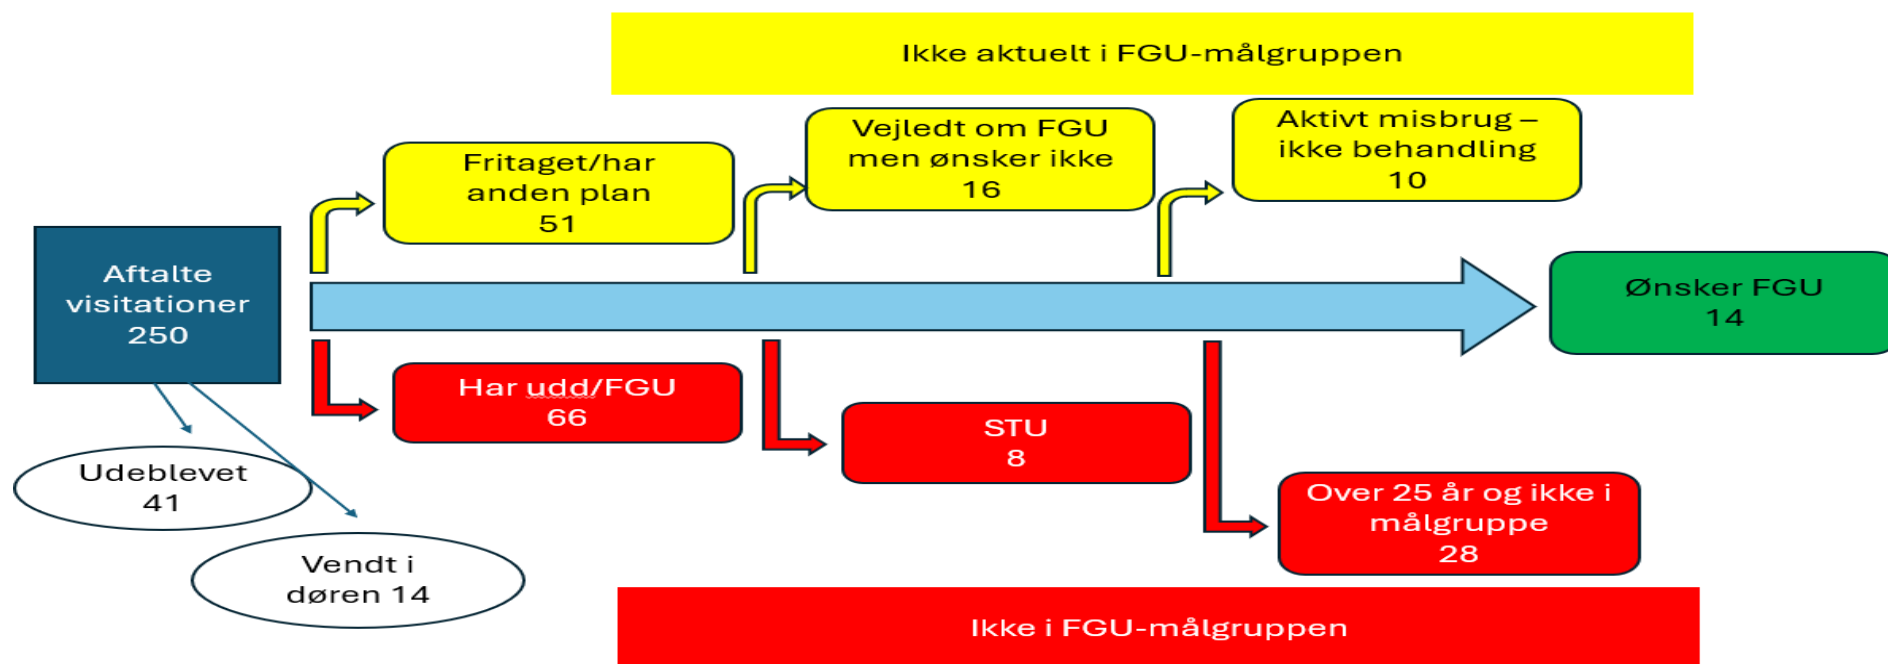 Ikke aktuelt i FGU-målgruppen
Fritaget/har
anden plan
51
Vejledt om FGU
men ønsker ikke
16
Aktivt misbrug –
ikke behandling
10
Aftalte
visitationer
250
Ønsker FGU
14
Har udd/FGU
66
STU
8
Over 25 år og ikke i
målgruppe
28
Udeblevet
41
Vendt i
døren 14
Ikke i FGU-målgruppen